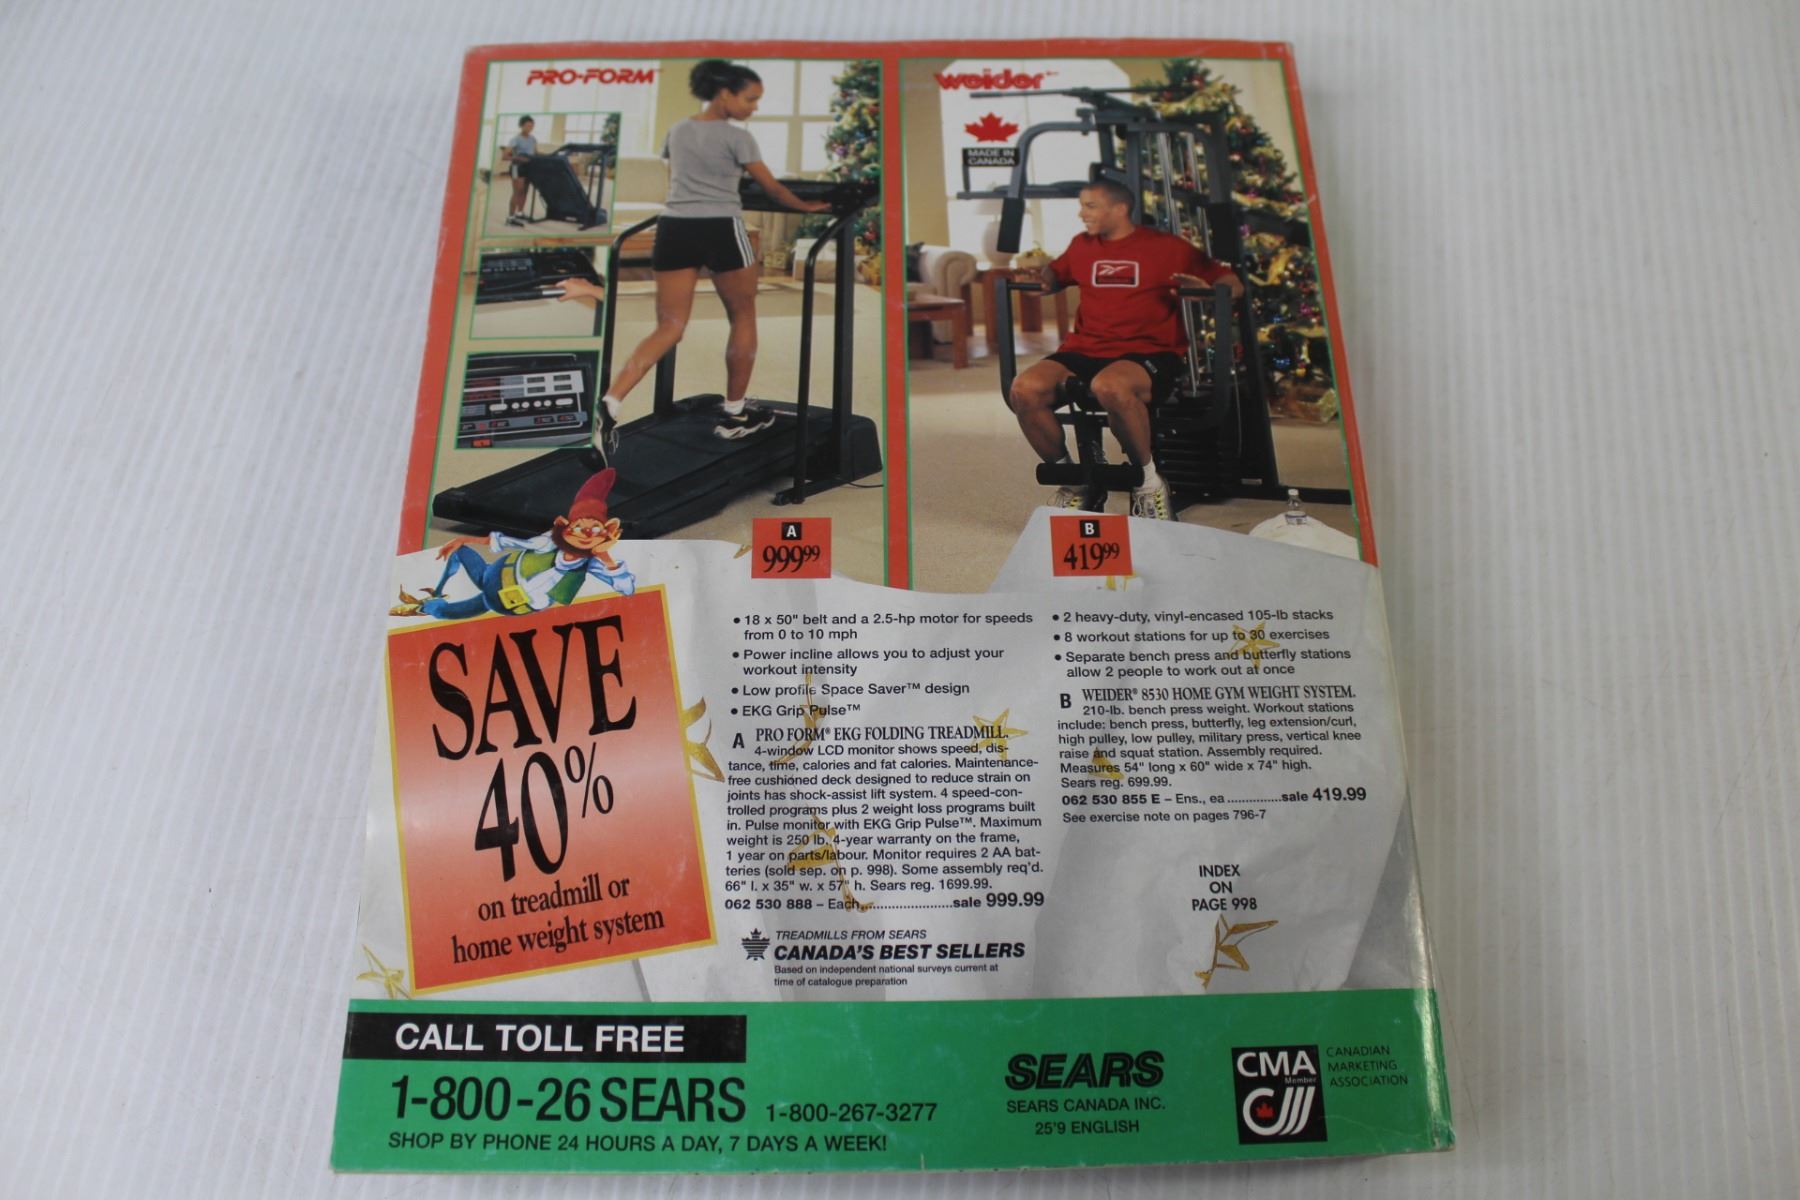 PRO-FORM
weider
MADE IN
CANADA
A
999.99
B
419.99
SAVE
40%
on treadmill or
home weight system
• 18 x 50" belt and a 2.5-hp motor for speeds
from 0 to 10 mph
• Power incline allows you to adjust your
workout intensity
• Low profile Space Saver™ design
• EKG Grip Pulse™
A PRO FORM® EKG FOLDING TREADMILL.
4-window LCD monitor shows speed, dis-
tance, time, calories and fat calories. Maintenance-
free cushioned deck designed to reduce strain on
joints has shock-assist lift system. 4 speed-con-
trolled programs plus 2 weight loss programs built
in. Pulse monitor with EKG Grip Pulse™. Maximum
weight is 250 lb. 4-year warranty on the frame,
1 year on parts/labour. Monitor requires 2 AA bat-
teries (sold sep. on p. 998). Some assembly req'd.
66" l. x 35" w. x 57" h. Sears reg. 1699.99.
062 530 888 – Each......................sale 999.99
TREADMILLS FROM SEARS
CANADA'S BEST SELLERS
Based on independent national surveys current at
time of catalogue preparation
• 2 heavy-duty, vinyl-encased 105-lb stacks
• 8 workout stations for up to 30 exercises
• Separate bench press and butterfly stations
allow 2 people to work out at once
B WEIDER® 8530 HOME GYM WEIGHT SYSTEM.
210-lb. bench press weight. Workout stations
include: bench press, butterfly, leg extension/curl,
high pulley, low pulley, military press, vertical knee
raise and squat station. Assembly required.
Measures 54" long x 60" wide x 74" high.
Sears reg. 699.99.
062 530 855 E – Ens., ea...............sale 419.99
See exercise note on pages 796-7
INDEX
ON
PAGE 998
CALL TOLL FREE
1-800-26 SEARS 1-800-267-3277
SHOP BY PHONE 24 HOURS A DAY, 7 DAYS A WEEK!
SEARS
SEARS CANADA INC.
25'9 ENGLISH
CMA
Member
CANADIAN
MARKETING
ASSOCIATION